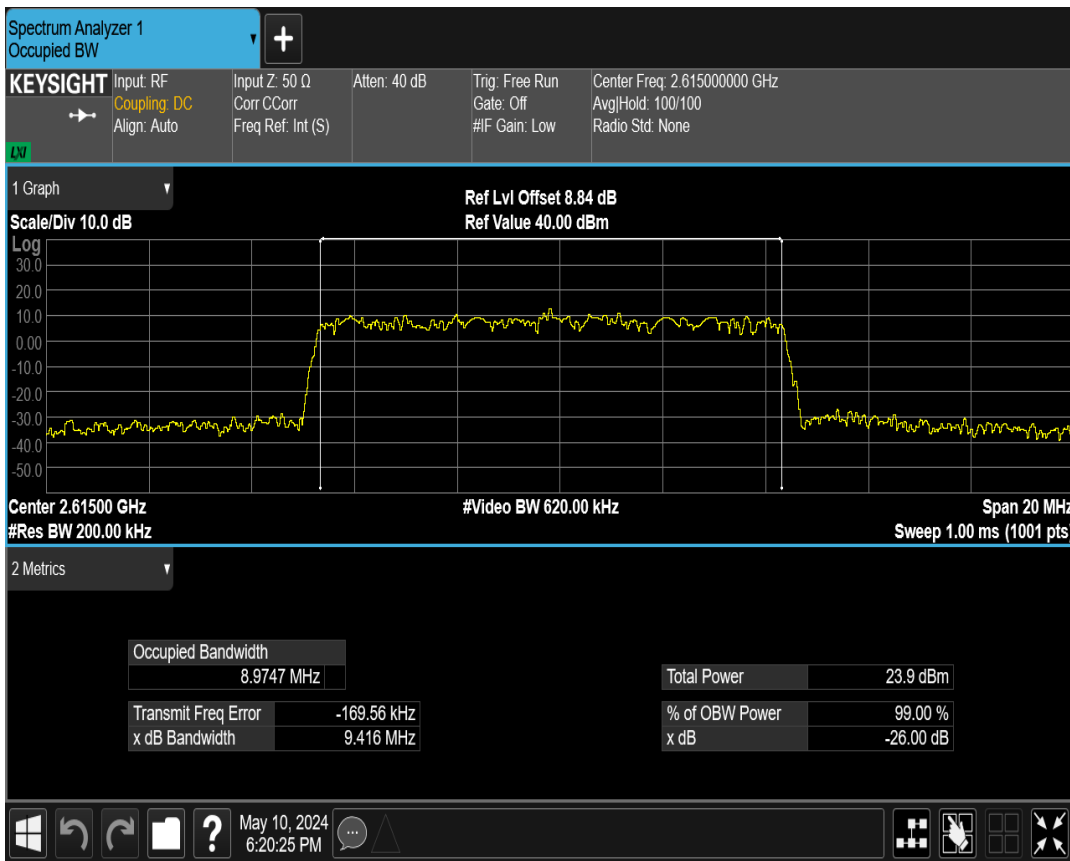 Spectrum Analyzer 1
Occupied BW
KEYSIGHT
LXI
Input: RF
Coupling: DC
Align: Auto
Input Z: 50 Ω
Corr CCorr
Freq Ref: Int (S)
Atten: 40 dB
Trig: Free Run
Gate: Off
#IF Gain: Low
Center Freq: 2.615000000 GHz
Avg|Hold: 100/100
Radio Std: None
1 Graph
Scale/Div 10.0 dB
Ref Lvl Offset 8.84 dB
Ref Value 40.00 dBm
Log
30.0
20.0
10.0
0.00
-10.0
-20.0
-30.0
-40.0
-50.0
Center 2.61500 GHz
#Video BW 620.00 kHz
Span 20 MHz
#Res BW 200.00 kHz
Sweep 1.00 ms (1001 pts)
2 Metrics
Occupied Bandwidth
8.9747 MHz
Transmit Freq Error -169.56 kHz
x dB Bandwidth 9.416 MHz
Total Power 23.9 dBm
% of OBW Power 99.00 %
x dB -26.00 dB
May 10, 2024
6:20:25 PM